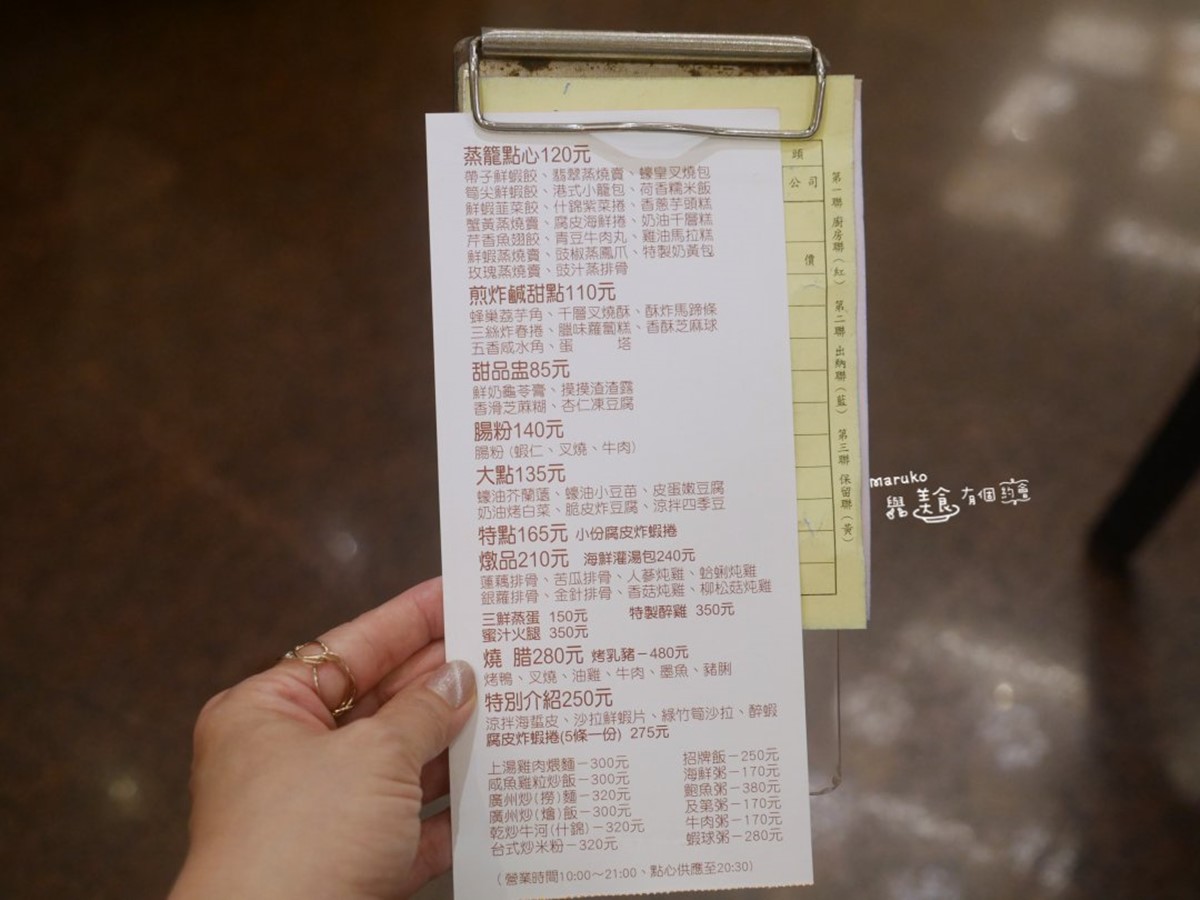 蒸籠點心120元
帶子鮮蝦餃、翡翠蒸燒賣、蠔皇叉燒包
筍尖鮮蝦餃、港式小龍包、荷香糯米飯
鮮蝦韮菜餃、什錦紫菜捲、香蔥芋頭糕
蟹黃蒸燒賣、腐皮海鮮捲、奶油千層糕
芹香魚翅餃、青豆牛肉丸、雞油馬拉糕
鮮蝦蒸燒賣、豉椒蒸鳳爪、特製奶黃包
玫瑰蒸燒賣、豉汁蒸排骨
煎炸鹹甜點110元
蜂巢荔芋角、千層叉燒酥、酥炸馬蹄條
三絲炸春捲、臘味蘿蔔糕、香酥芝麻球
五香咸水角、蛋 塔
甜品盅85元
鮮奶龜苓膏、摸摸渣渣露
香滑芝蔴糊、杏仁凍豆腐
腸粉140元
腸粉 (蝦仁、叉燒、牛肉)
大點135元
蠔油芥蘭薳、蠔油小豆苗、皮蛋嫩豆腐
奶油烤白菜、脆皮炸豆腐、涼拌四季豆
特點165元 小份腐皮炸蝦捲
燉品210元 海鮮灌湯包240元
蓮藕排骨、苦瓜排骨、人蔘炖雞、蛤蜊炖雞
銀蘿排骨、金針排骨、香菇炖雞、柳松菇炖雞
三鮮蒸蛋 150元 特製醉雞 350元
蜜汁火腿 350元
燒 腊280元 烤乳豬－480元
烤鴨、叉燒、油雞、牛肉、墨魚、豬脷
特別介紹250元
涼拌海蜇皮、沙拉鮮蝦片、綠竹筍沙拉、醉蝦
腐皮炸蝦捲(5條一份) 275元
上湯雞肉煨麵－300元 招牌飯－250元
咸魚雞粒炒飯－300元 海鮮粥－170元
廣州炒(撈)麵－320元 鮑魚粥－380元
廣州炒(燴)飯－300元 及第粥－170元
乾炒牛河(什錦)－320元 牛肉粥－170元
台式炒米粉－320元 蝦球粥－280元
(營業時間10:00～21:00、點心供應至20:30)
頭
公司
價
第一聯 廚房聯(紅) 第二聯 出納聯(藍) 第三聯 保留聯(黃)
maruko
與美食有個約會